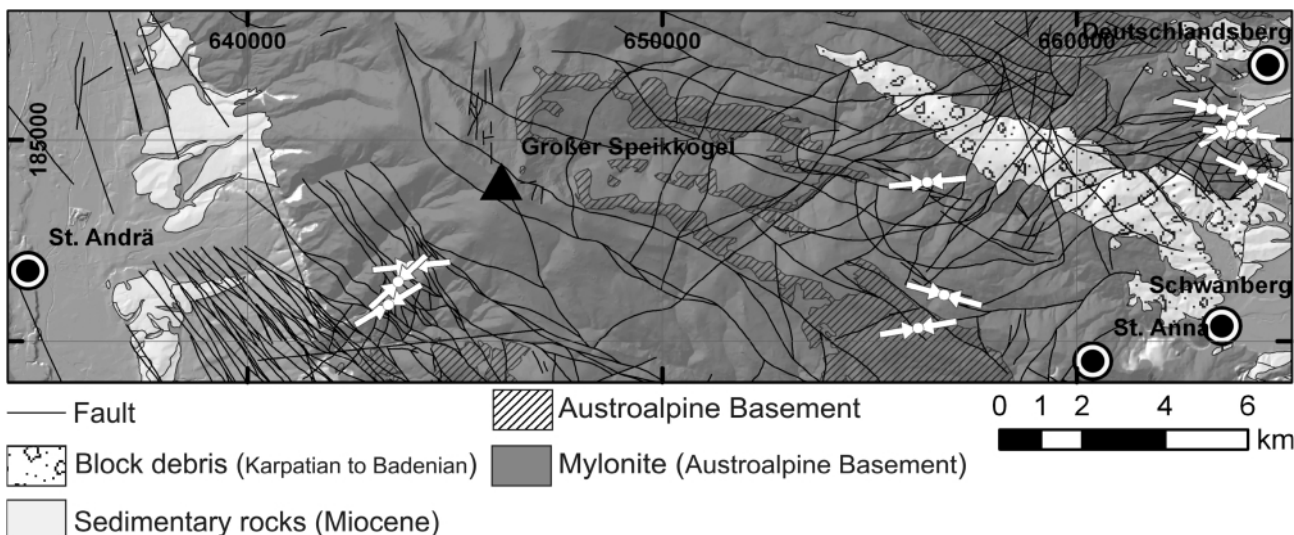 640000
650000
660000
Deutschlandsberg
185000
Großer Speikkogel
St. Andrä
Schwanberg
St. Anna
Fault
Austroalpine Basement
0 1 2 4 6
km
Block debris (Karpatian to Badenian)
Mylonite (Austroalpine Basement)
Sedimentary rocks (Miocene)